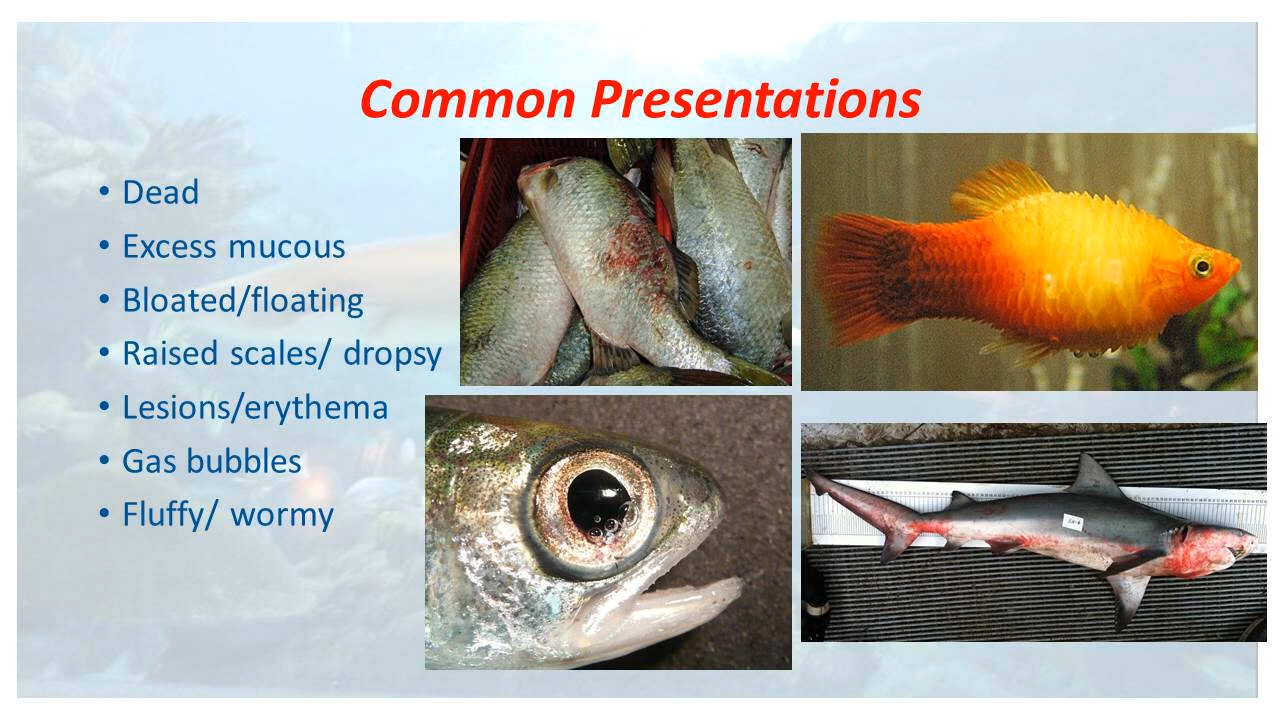 Common Presentations
• Dead
• Excess mucous
• Bloated/floating
• Raised scales/ dropsy
• Lesions/erythema
• Gas bubbles
• Fluffy/ wormy